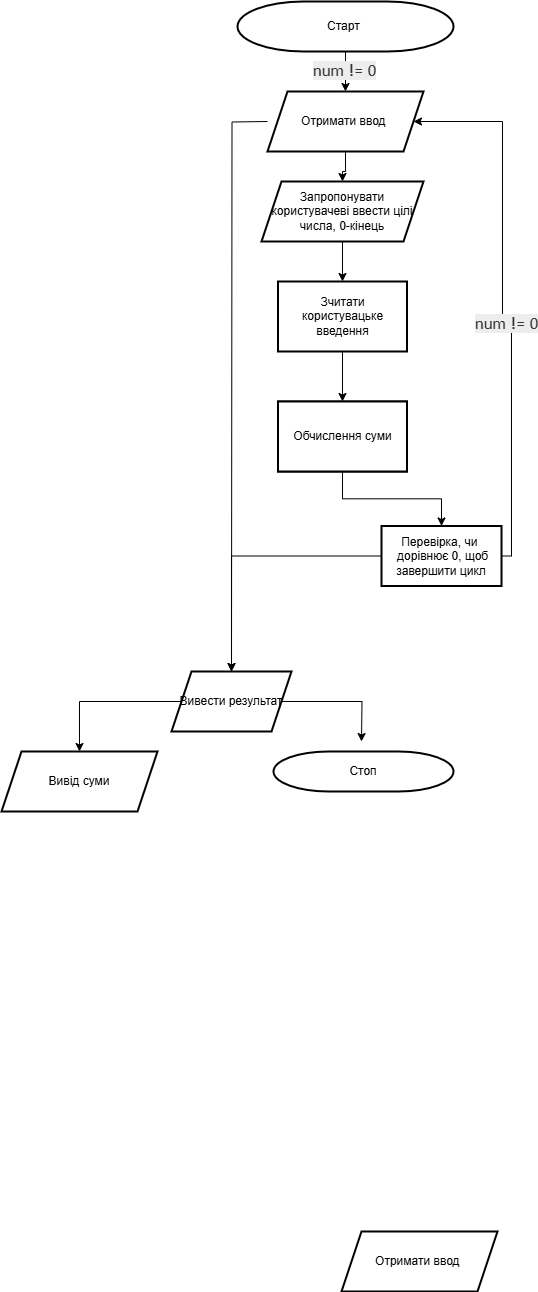 Старт
num != 0
Отримати ввод
Запропонувати
користувачеві ввести цілі
числа, 0-кінець
Зчитати
користувацьке
введення
num != 0
Обчислення суми
Перевірка, чи
дорівнює 0, щоб
завершити цикл
Вивести результат
Вивід суми
Стоп
Отримати ввод